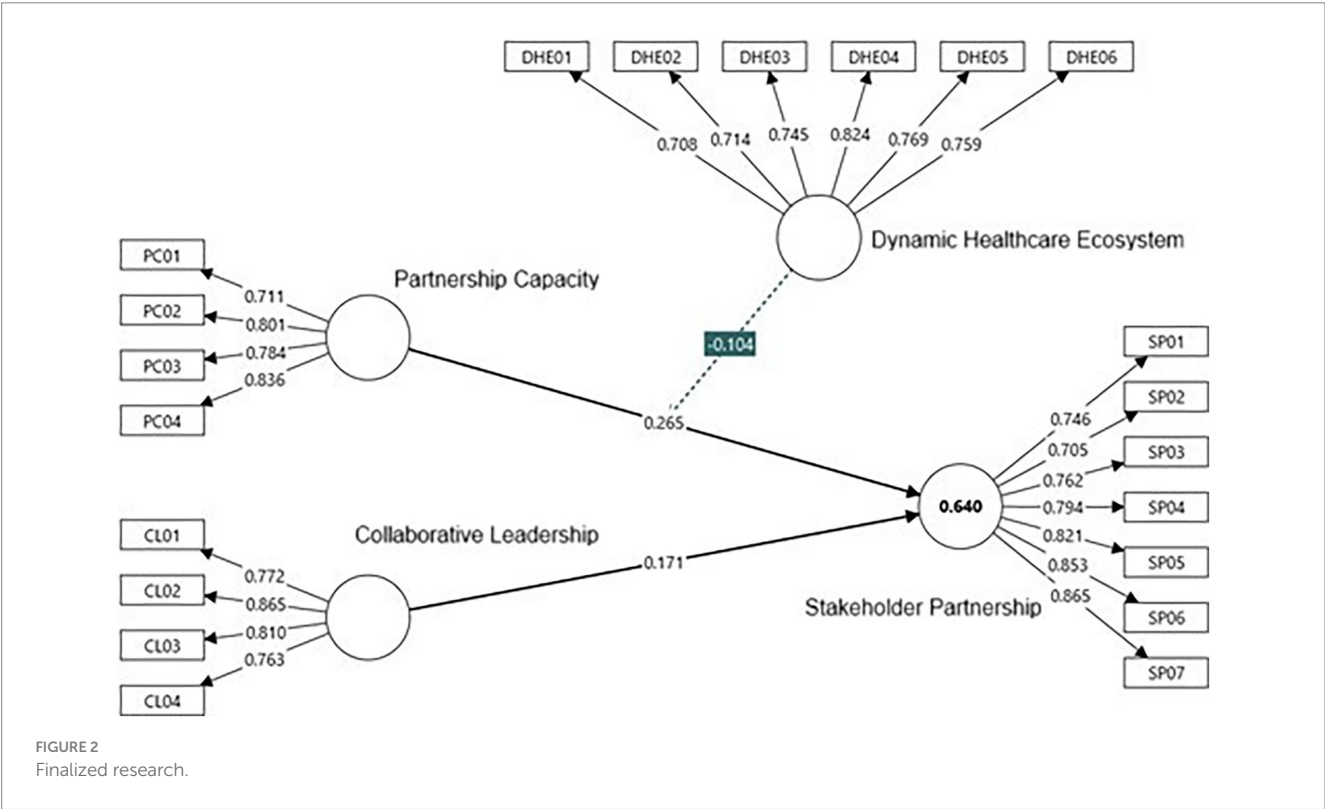 DHE01 DHE02 DHE03 DHE04 DHE05 DHE06
0.708 0.714 0.745 0.824 0.769 0.759
Dynamic Healthcare Ecosystem
PC01
PC02
PC03
PC04
0.711
0.801
0.784
0.836
Partnership Capacity
-0.104
0.265
CL01
CL02
CL03
CL04
0.772
0.865
0.810
0.763
Collaborative Leadership
0.171
0.640
Stakeholder Partnership
0.746
0.705
0.762
0.794
0.821
0.853
0.865
SP01
SP02
SP03
SP04
SP05
SP06
SP07
FIGURE 2
Finalized research.